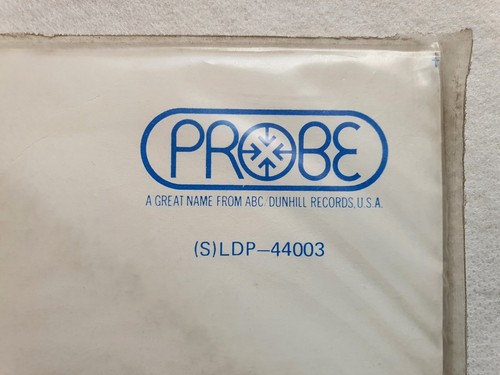 PROBE
A GREAT NAME FROM ABC/DUNHILL RECORDS, U.S.A.
(S)LDP-44003